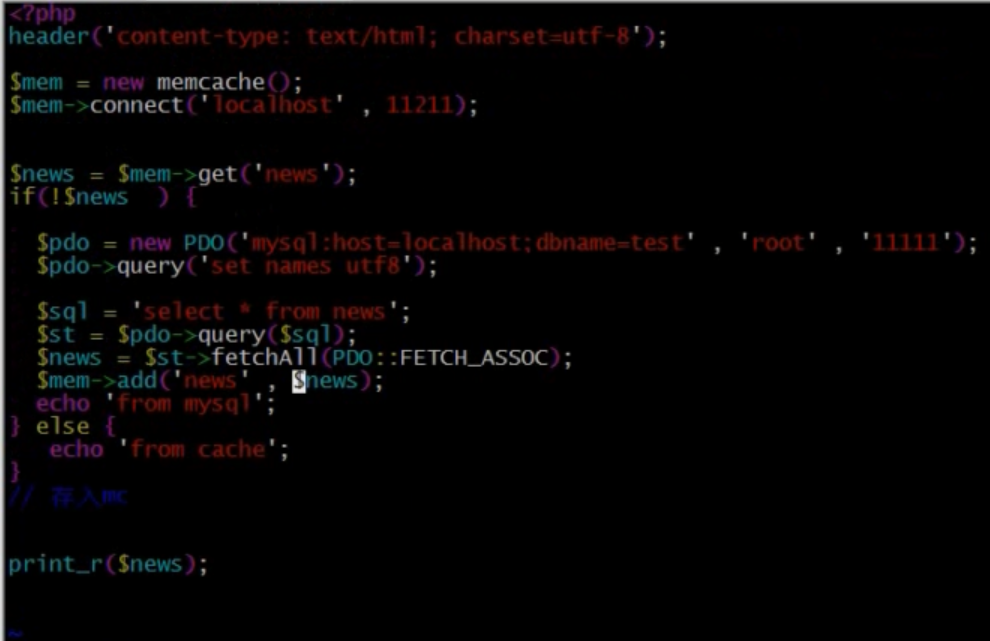 <?php
header('content-type: text/html; charset=utf-8');
$mem = new memcache();
$mem->connect('localhost' , 11211);
$news = $mem->get('news');
if(!$news  ) {
  $pdo = new PDO('mysql:host=localhost;dbname=test' , 'root' , '11111');
  $pdo->query('set names utf8');
  $sql = 'select * from news';
  $st = $pdo->query($sql);
  $news = $st->fetchAll(PDO::FETCH_ASSOC);
  $mem->add('news' , $news);
  echo 'from mysql';
} else {
   echo 'from cache';
}
// 存入mc
print_r($news);
~